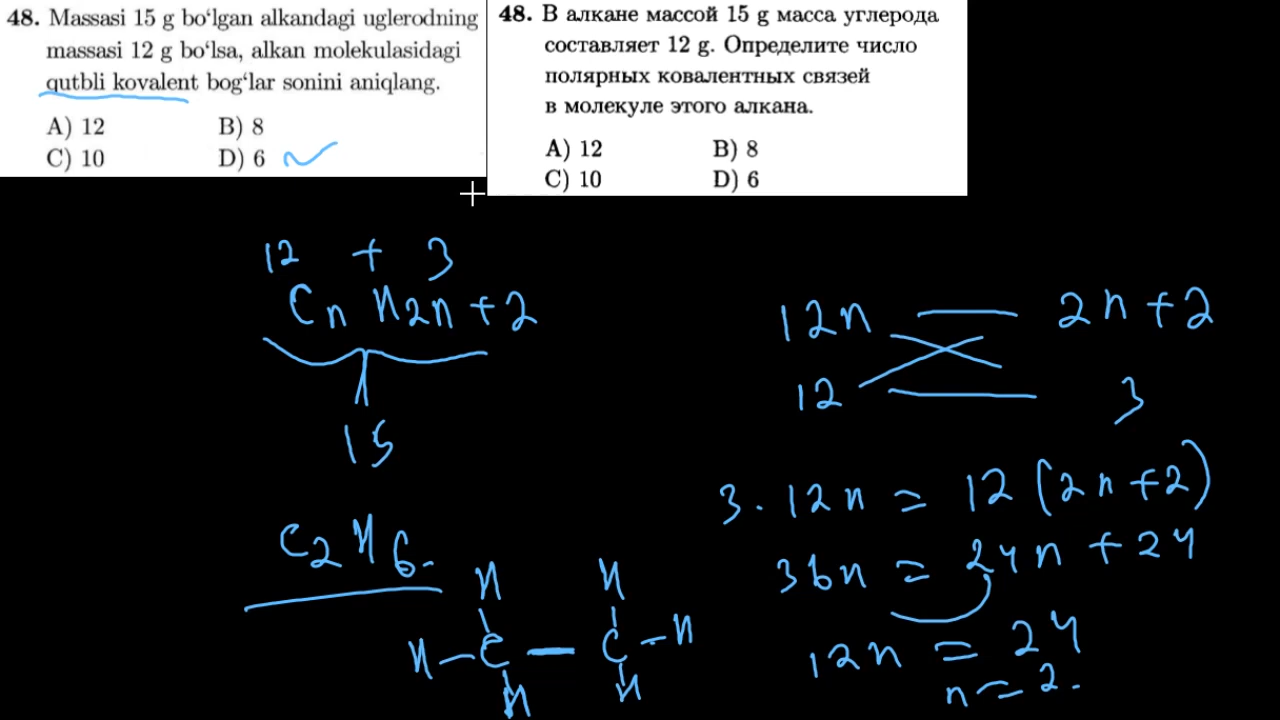 48. Massasi 15 g bo‘lgan alkandagi uglerodning
massasi 12 g bo‘lsa, alkan molekulasidagi
qutbli kovalent bog‘lar sonini aniqlang.
A) 12 B) 8
C) 10 D) 6
48. В алкане массой 15 g масса углерода
составляет 12 g. Определите число
полярных ковалентных связей
в молекуле этого алкана.
A) 12 B) 8
C) 10 D) 6
12 + 3
CnH2n+2
15
C2H6.
H H
H-C-C-H
H H
12n 2n+2
12 3
3·12n = 12(2n+2)
36n = 24n+24
12n = 24
n=2.